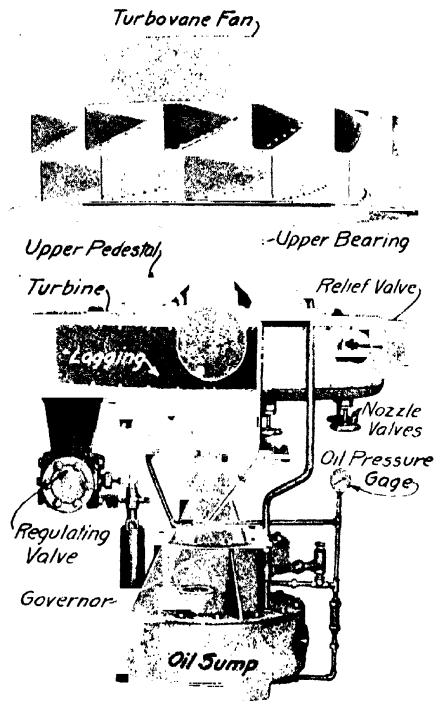 Turbovane Fan
Upper Pedestal
Upper Bearing
Turbine
Relief Valve
Lagging
Nozzle
Valves
Oil Pressure
Gage
Regulating
Valve
Governor
Oil Sump